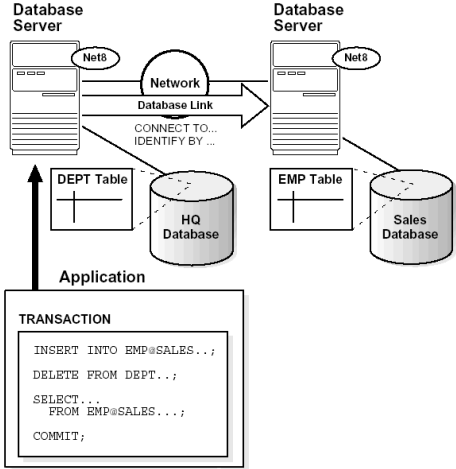 Database
Server
Database
Server
Net8
Net8
Network
Database Link
CONNECT TO...
IDENTIFY BY ...
DEPT Table
EMP Table
HQ
Database
Sales
Database
Application
TRANSACTION
INSERT INTO EMP@SALES..;
DELETE FROM DEPT..;
SELECT...
FROM EMP@SALES...;
COMMIT;